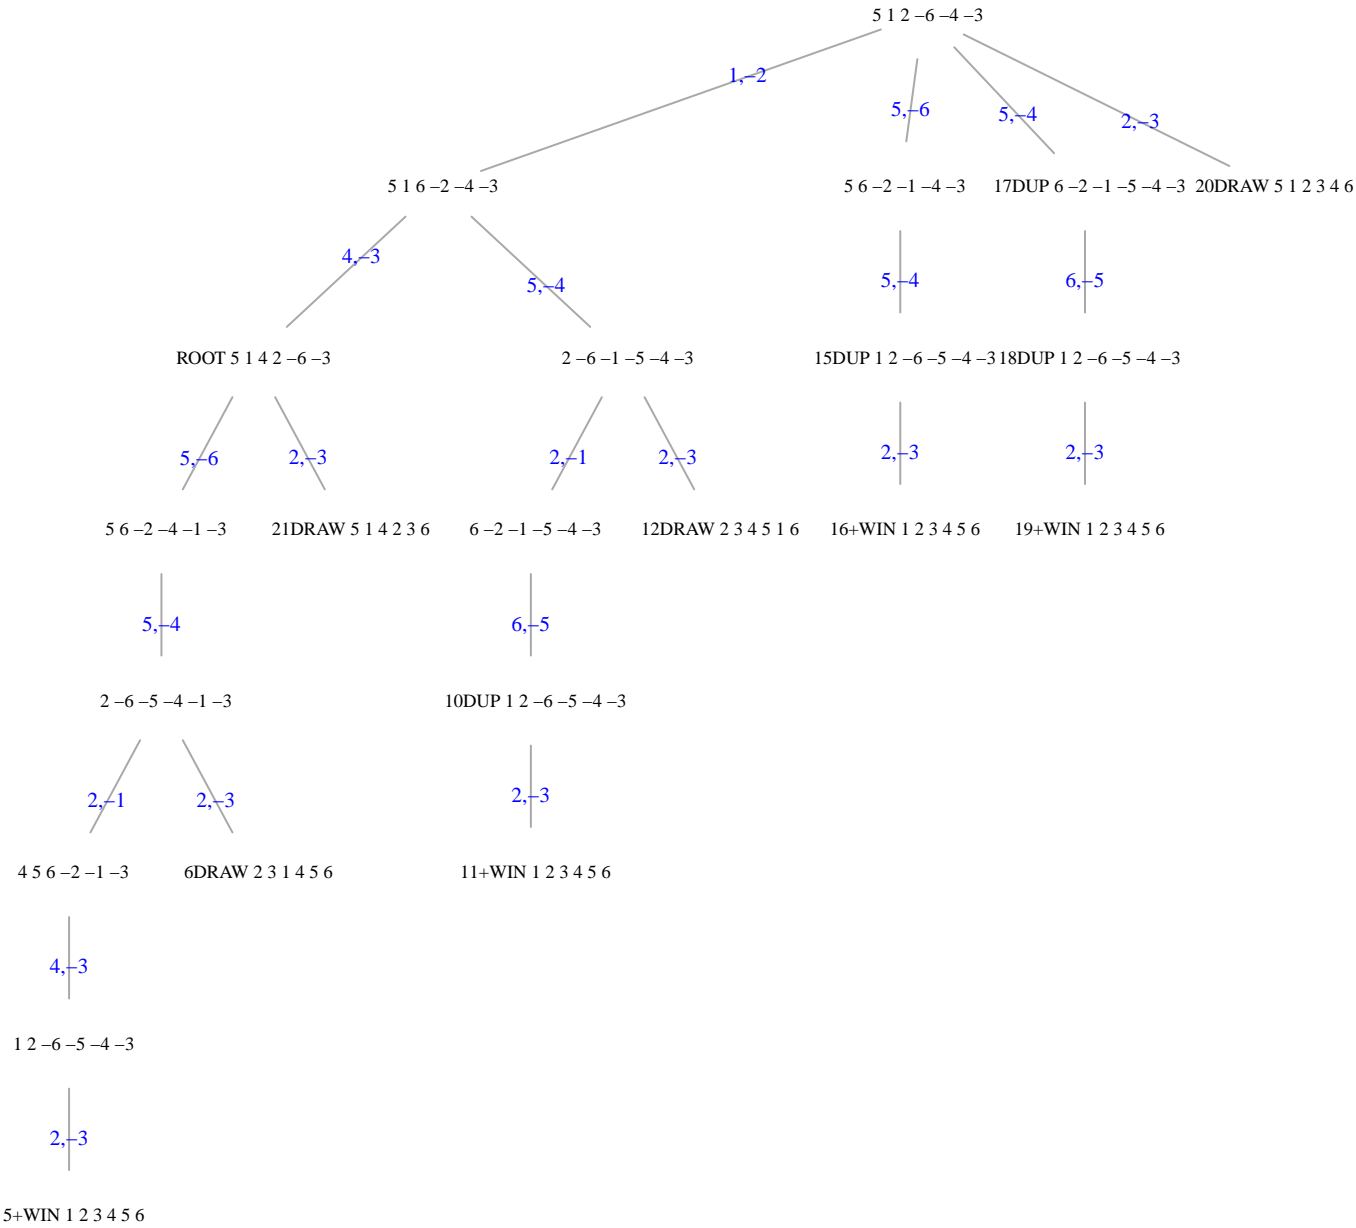 5 1 2 –6 –4 –3
1,–2
5,–6
5,–4
2,–3
5 1 6 –2 –4 –3
5 6 –2 –1 –4 –3
17DUP 6 –2 –1 –5 –4 –3
20DRAW 5 1 2 3 4 6
4,–3
5,–4
5,–4
6,–5
ROOT 5 1 4 2 –6 –3
2 –6 –1 –5 –4 –3
15DUP 1 2 –6 –5 –4 –3
18DUP 1 2 –6 –5 –4 –3
5,–6
2,–3
2,–1
2,–3
2,–3
2,–3
5 6 –2 –4 –1 –3
21DRAW 5 1 4 2 3 6
6 –2 –1 –5 –4 –3
12DRAW 2 3 4 5 1 6
16+WIN 1 2 3 4 5 6
19+WIN 1 2 3 4 5 6
5,–4
6,–5
2 –6 –5 –4 –1 –3
10DUP 1 2 –6 –5 –4 –3
2,–1
2,–3
2,–3
4 5 6 –2 –1 –3
6DRAW 2 3 1 4 5 6
11+WIN 1 2 3 4 5 6
4,–3
1 2 –6 –5 –4 –3
2,–3
5+WIN 1 2 3 4 5 6